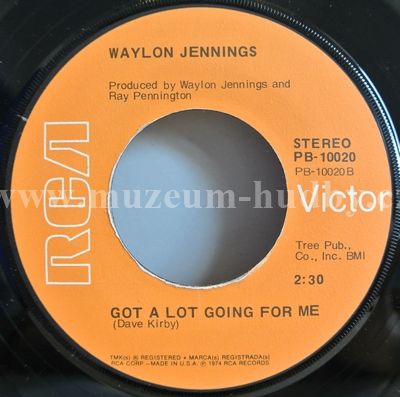 WAYLON JENNINGS
Produced by Waylon Jennings and
Ray Pennington
RCA
STEREO
PB-10020
PB-10020 B
Victor
www.muzeum-hudby.cz
Tree Pub.,
Co., Inc. BMI
2:30
GOT A LOT GOING FOR ME
(Dave Kirby)
TMK(s) ® REGISTERED • MARCA(s) REGISTRADA(s)
RCA CORP.—MADE IN U.S.A. ℗ 1974 RCA RECORDS